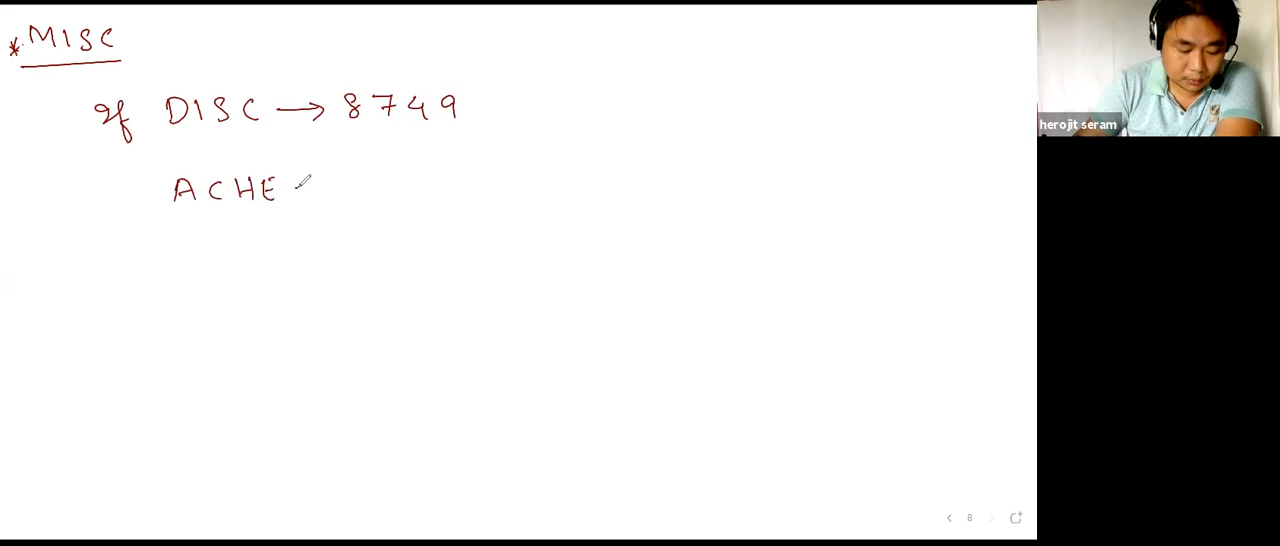 * MISC
If DISC → 8749
ACHE
herojit seram
8